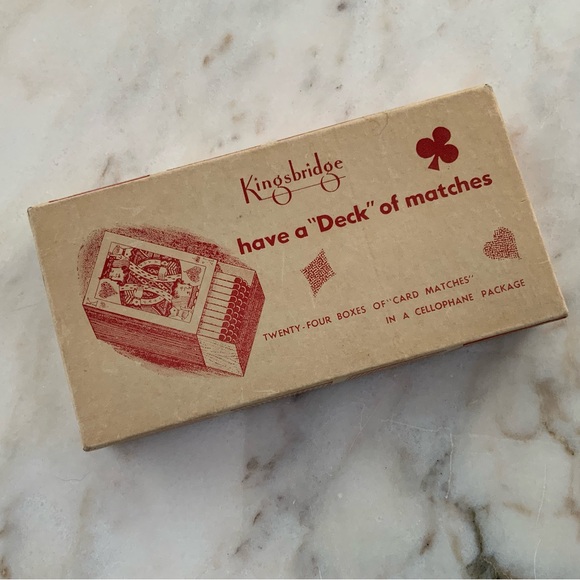 Kingsbridge
have a "Deck" of matches
TWENTY-FOUR BOXES OF "CARD MATCHES"
IN A CELLOPHANE PACKAGE